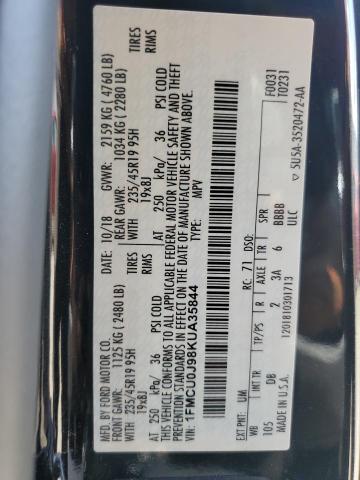 MFD. BY FORD MOTOR CO.
DATE: 10/18 GVWR: 2159 KG ( 4760 LB)
FRONT GAWR: 1125 KG ( 2480 LB) REAR GAWR: 1034 KG ( 2280 LB)
WITH 235/45R19 95H TIRES WITH 235/45R19 95H TIRES
19x8J RIMS 19x8J RIMS
AT 250 kPa/ 36 PSI COLD AT 250 kPa/ 36 PSI COLD
THIS VEHICLE CONFORMS TO ALL APPLICABLE FEDERAL MOTOR VEHICLE SAFETY AND THEFT
PREVENTION STANDARDS IN EFFECT ON THE DATE OF MANUFACTURE SHOWN ABOVE.
1FMCU0J98KUA35844
TYPE: MPV
F0031
T0231
EXT PNT: UM RC: 71 DSO:
WB INT TR TP/PS R AXLE TR SPR
105 DB 2 3A 6 BBBB
MADE IN U.S.A. 1201810301713 ULC
▽ 5U5A-3520472-AA